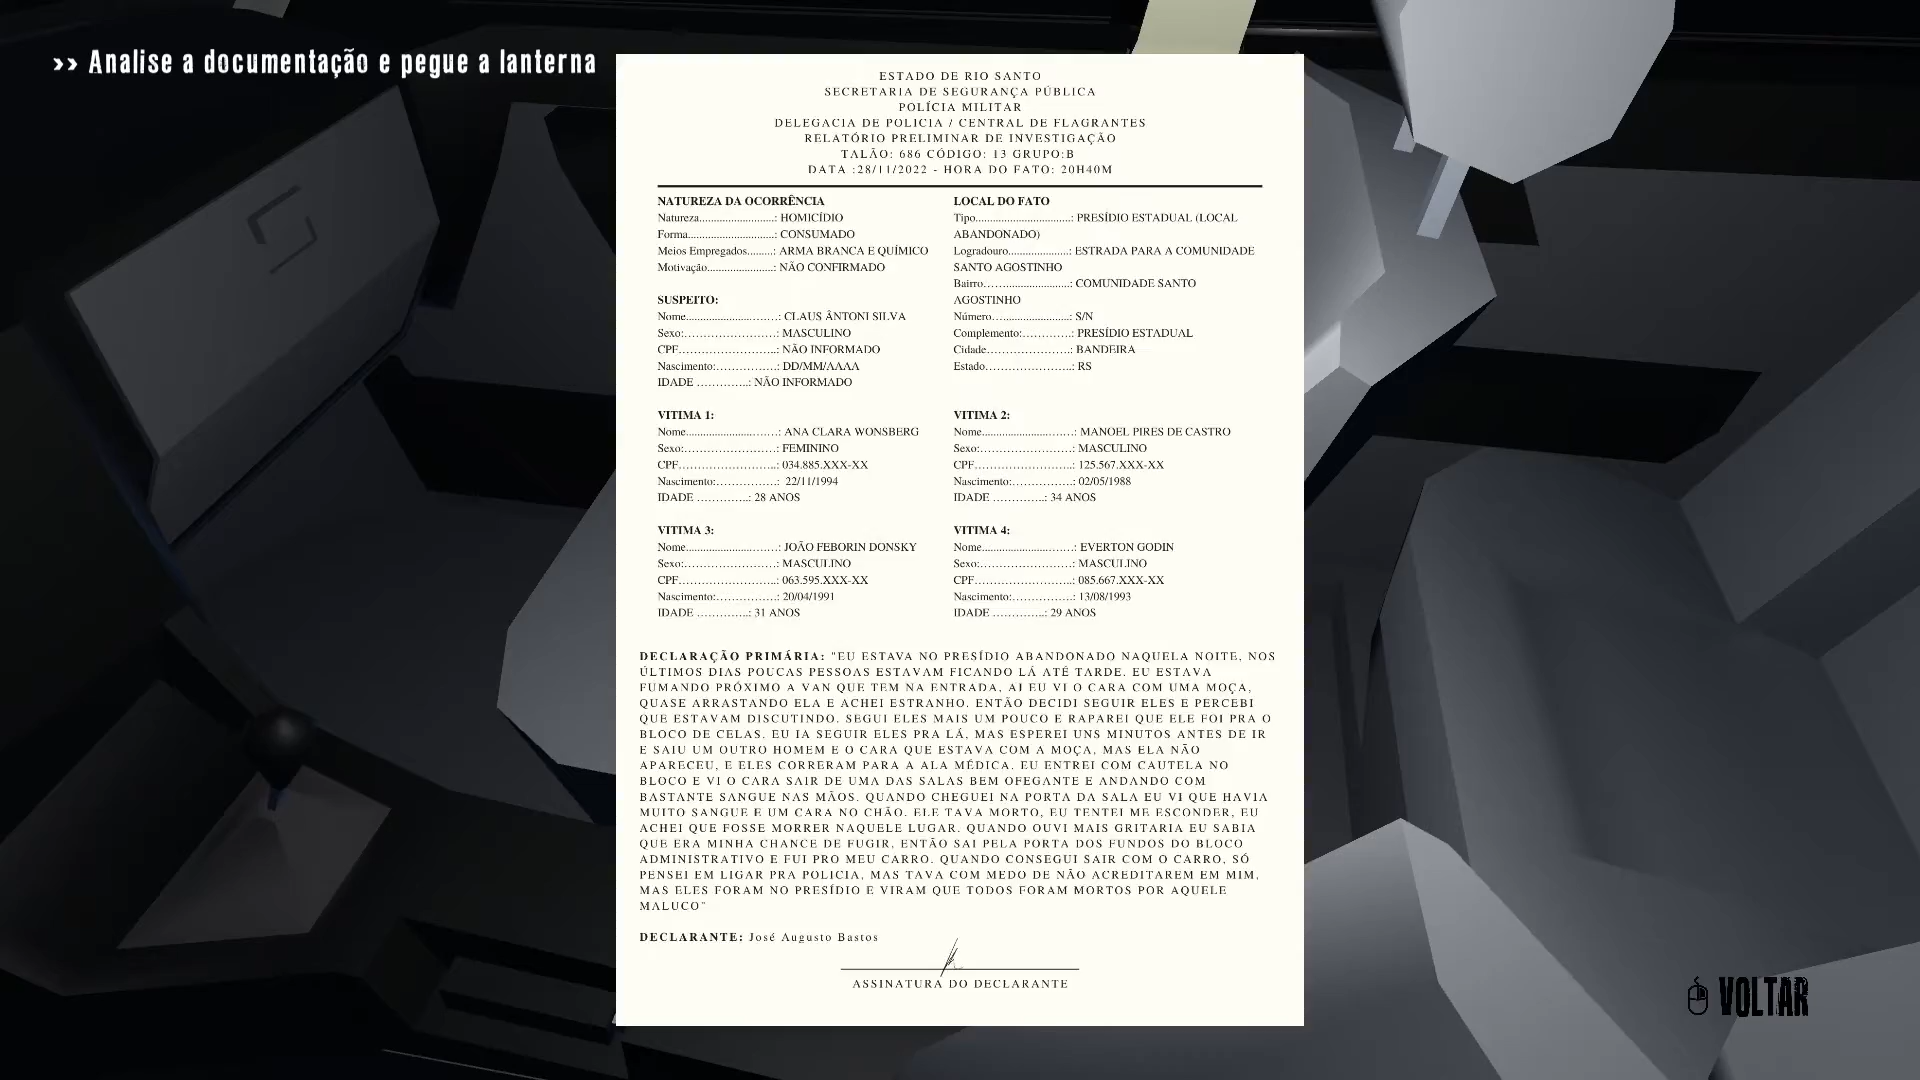 >> Analise a documentação e pegue a lanterna
ESTADO DE RIO SANTO
SECRETARIA DE SEGURANÇA PÚBLICA
POLÍCIA MILITAR
DELEGACIA DE POLICIA / CENTRAL DE FLAGRANTES
RELATÓRIO PRELIMINAR DE INVESTIGAÇÃO
TALÃO: 686 CÓDIGO: 13 GRUPO:B
DATA :28/11/2022 - HORA DO FATO: 20H40M
NATUREZA DA OCORRÊNCIA
Natureza...........................: HOMICÍDIO
Forma...............................: CONSUMADO
Meios Empregados.........: ARMA BRANCA E QUÍMICO
Motivação........................: NÃO CONFIRMADO
LOCAL DO FATO
Tipo..................................: PRESÍDIO ESTADUAL (LOCAL
ABANDONADO)
Logradouro......................: ESTRADA PARA A COMUNIDADE
SANTO AGOSTINHO
Bairro…….......................: COMUNIDADE SANTO
AGOSTINHO
Número….......................: S/N
Complemento:…………: PRESÍDIO ESTADUAL
Cidade…………………..: BANDEIRA
Estado…………………..: RS
SUSPEITO:
Nome.......................…….: CLAUS ÂNTONI SILVA
Sexo:……………………: MASCULINO
CPF……………………..: NÃO INFORMADO
Nascimento:…………….: DD/MM/AAAA
IDADE …………..: NÃO INFORMADO
VITIMA 1:
Nome.......................…….: ANA CLARA WONSBERG
Sexo:……………………: FEMININO
CPF……………………..: 034.885.XXX-XX
Nascimento:…………….: 22/11/1994
IDADE …………..: 28 ANOS
VITIMA 2:
Nome.......................…….: MANOEL PIRES DE CASTRO
Sexo:……………………: MASCULINO
CPF……………………..: 125.567.XXX-XX
Nascimento:…………….: 02/05/1988
IDADE …………..: 34 ANOS
VITIMA 3:
Nome.......................…….: JOÃO FEBORIN DONSKY
Sexo:……………………: MASCULINO
CPF……………………..: 063.595.XXX-XX
Nascimento:…………….: 20/04/1991
IDADE …………..: 31 ANOS
VITIMA 4:
Nome.......................…….: EVERTON GODIN
Sexo:……………………: MASCULINO
CPF……………………..: 085.667.XXX-XX
Nascimento:…………….: 13/08/1993
IDADE …………..: 29 ANOS
DECLARAÇÃO PRIMÁRIA: "EU ESTAVA NO PRESÍDIO ABANDONADO NAQUELA NOITE, NOS
ÚLTIMOS DIAS POUCAS PESSOAS ESTAVAM FICANDO LÁ ATÉ TARDE. EU ESTAVA
FUMANDO PRÓXIMO A VAN QUE TEM NA ENTRADA, AI EU VI O CARA COM UMA MOÇA,
QUASE ARRASTANDO ELA E ACHEI ESTRANHO. ENTÃO DECIDI SEGUIR ELES E PERCEBI
QUE ESTAVAM DISCUTINDO. SEGUI ELES MAIS UM POUCO E RAPAREI QUE ELE FOI PRA O
BLOCO DE CELAS. EU IA SEGUIR ELES PRA LÁ, MAS ESPEREI UNS MINUTOS ANTES DE IR
E SAIU UM OUTRO HOMEM E O CARA QUE ESTAVA COM A MOÇA, MAS ELA NÃO
APARECEU, E ELES CORRERAM PARA A ALA MÉDICA. EU ENTREI COM CAUTELA NO
BLOCO E VI O CARA SAIR DE UMA DAS SALAS BEM OFEGANTE E ANDANDO COM
BASTANTE SANGUE NAS MÃOS. QUANDO CHEGUEI NA PORTA DA SALA EU VI QUE HAVIA
MUITO SANGUE E UM CARA NO CHÃO. ELE TAVA MORTO, EU TENTEI ME ESCONDER, EU
ACHEI QUE FOSSE MORRER NAQUELE LUGAR. QUANDO OUVI MAIS GRITARIA EU SABIA
QUE ERA MINHA CHANCE DE FUGIR, ENTÃO SAI PELA PORTA DOS FUNDOS DO BLOCO
ADMINISTRATIVO E FUI PRO MEU CARRO. QUANDO CONSEGUI SAIR COM O CARRO, SÓ
PENSEI EM LIGAR PRA POLICIA, MAS TAVA COM MEDO DE NÃO ACREDITAREM EM MIM,
MAS ELES FORAM NO PRESÍDIO E VIRAM QUE TODOS FORAM MORTOS POR AQUELE
MALUCO"
DECLARANTE: José Augusto Bastos
ASSINATURA DO DECLARANTE
VOLTAR